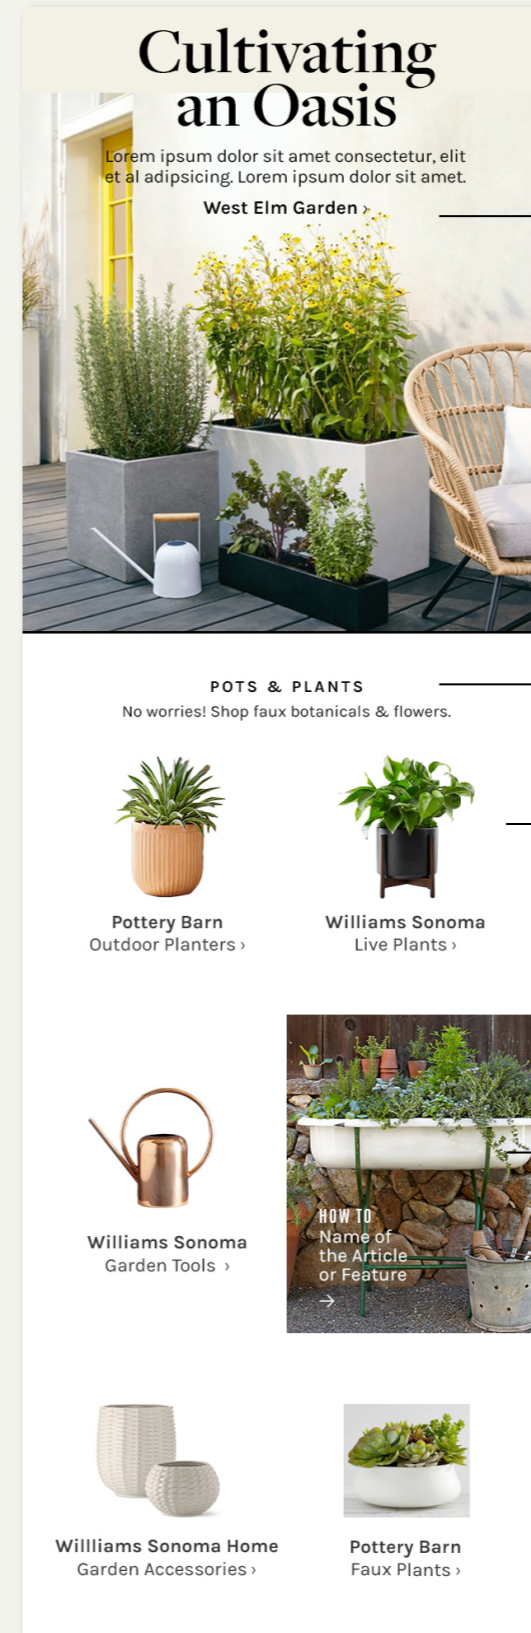 Cultivating
an Oasis
Lorem ipsum dolor sit amet consectetur, elit
et al adipsicing. Lorem ipsum dolor sit amet.
West Elm Garden ›
POTS & PLANTS
No worries! Shop faux botanicals & flowers.
Pottery Barn
Outdoor Planters ›
Williams Sonoma
Live Plants ›
Williams Sonoma
Garden Tools ›
HOW TO
Name of
the Article
or Feature
→
Willliams Sonoma Home
Garden Accessories ›
Pottery Barn
Faux Plants ›